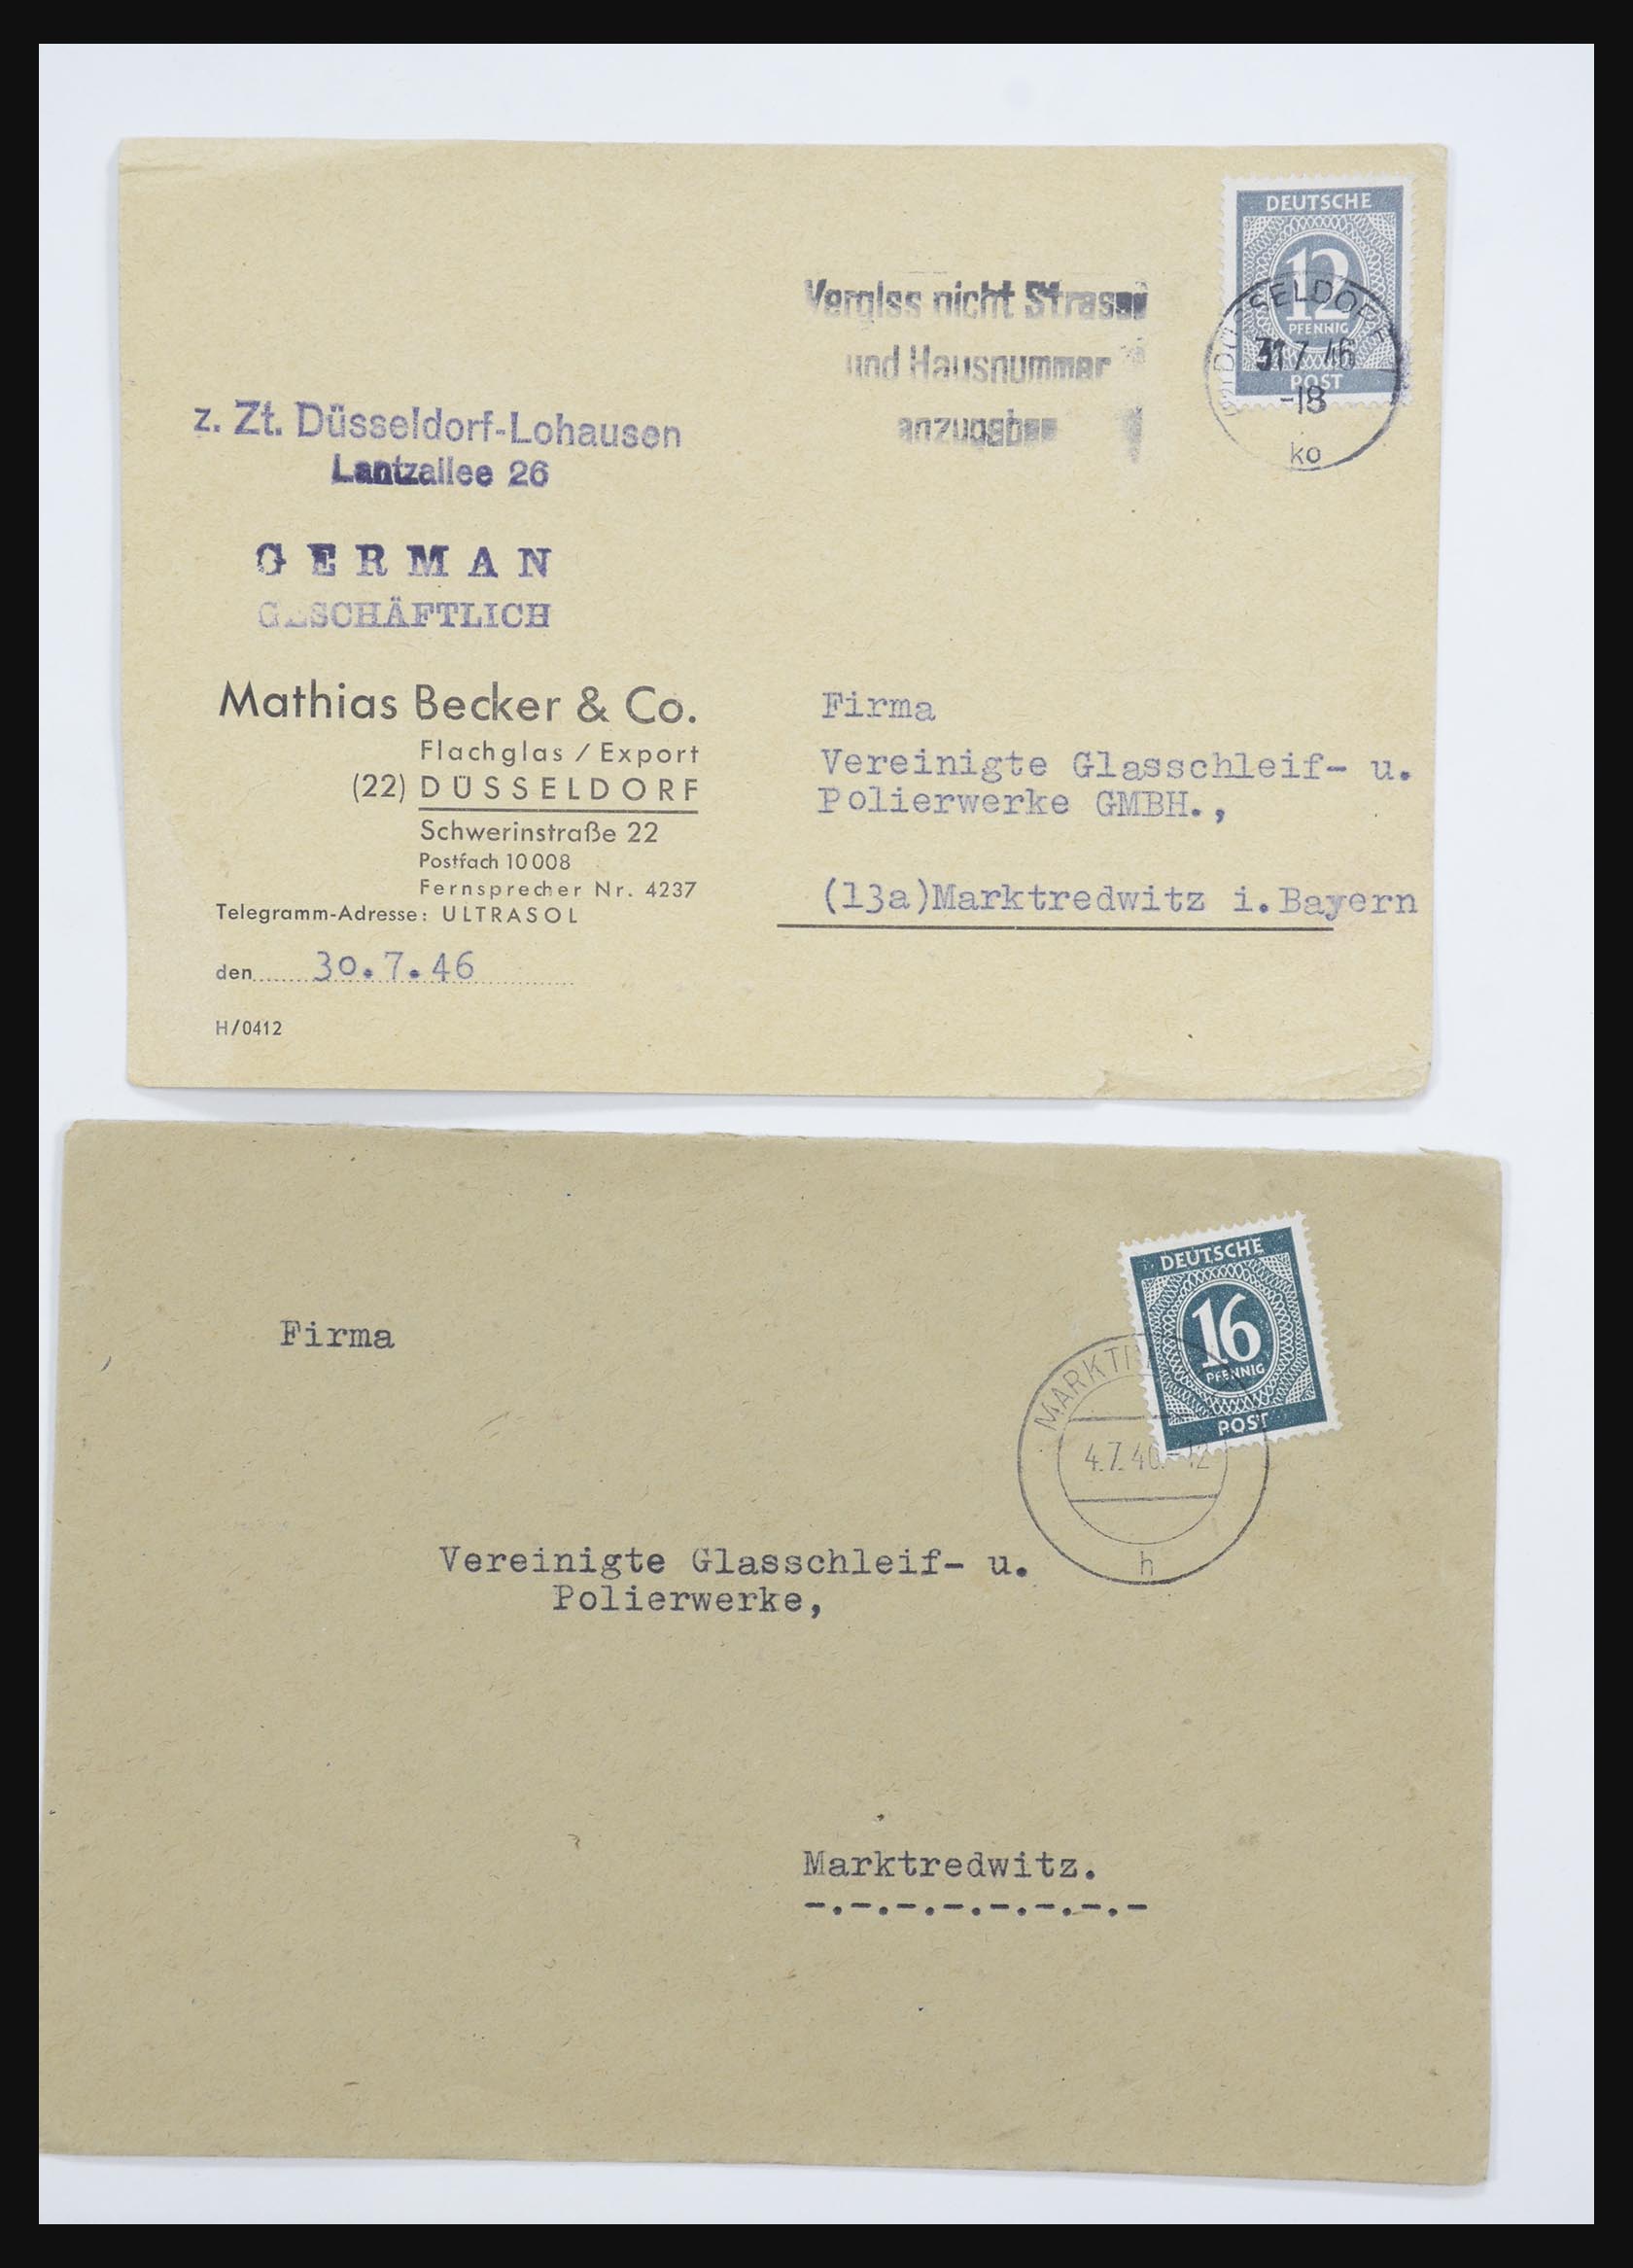 DEUTSCHE
12
PFENNIG
POST
DÜSSELDORF
31.7.46
-18
ko
Vergiss nicht Strasse
und Hausnummer
anzugeben
z. Zt. Düsseldorf-Lohausen
Lantzallee 26
GERMAN
GESCHÄFTLICH
Mathias Becker & Co.
Flachglas / Export
(22) DÜSSELDORF
Schwerinstraße 22
Postfach 10008
Fernsprecher Nr. 4237
Telegramm-Adresse: ULTRASOL
den 30.7.46
H/0412
Firma
Vereinigte Glasschleif- u.
Polierwerke GMBH.,
(13a)Marktredwitz i.Bayern
DEUTSCHE
16
PFENNIG
POST
4.7.46-12
h
Firma
Vereinigte Glasschleif- u.
Polierwerke,
Marktredwitz.
-.-.-.-.-.-.-.-